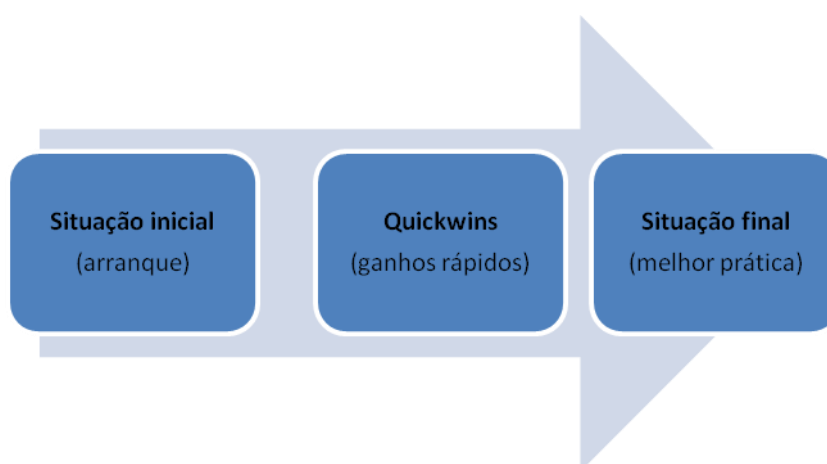 Situação inicial
(arranque)
Quickwins
(ganhos rápidos)
Situação final
(melhor prática)